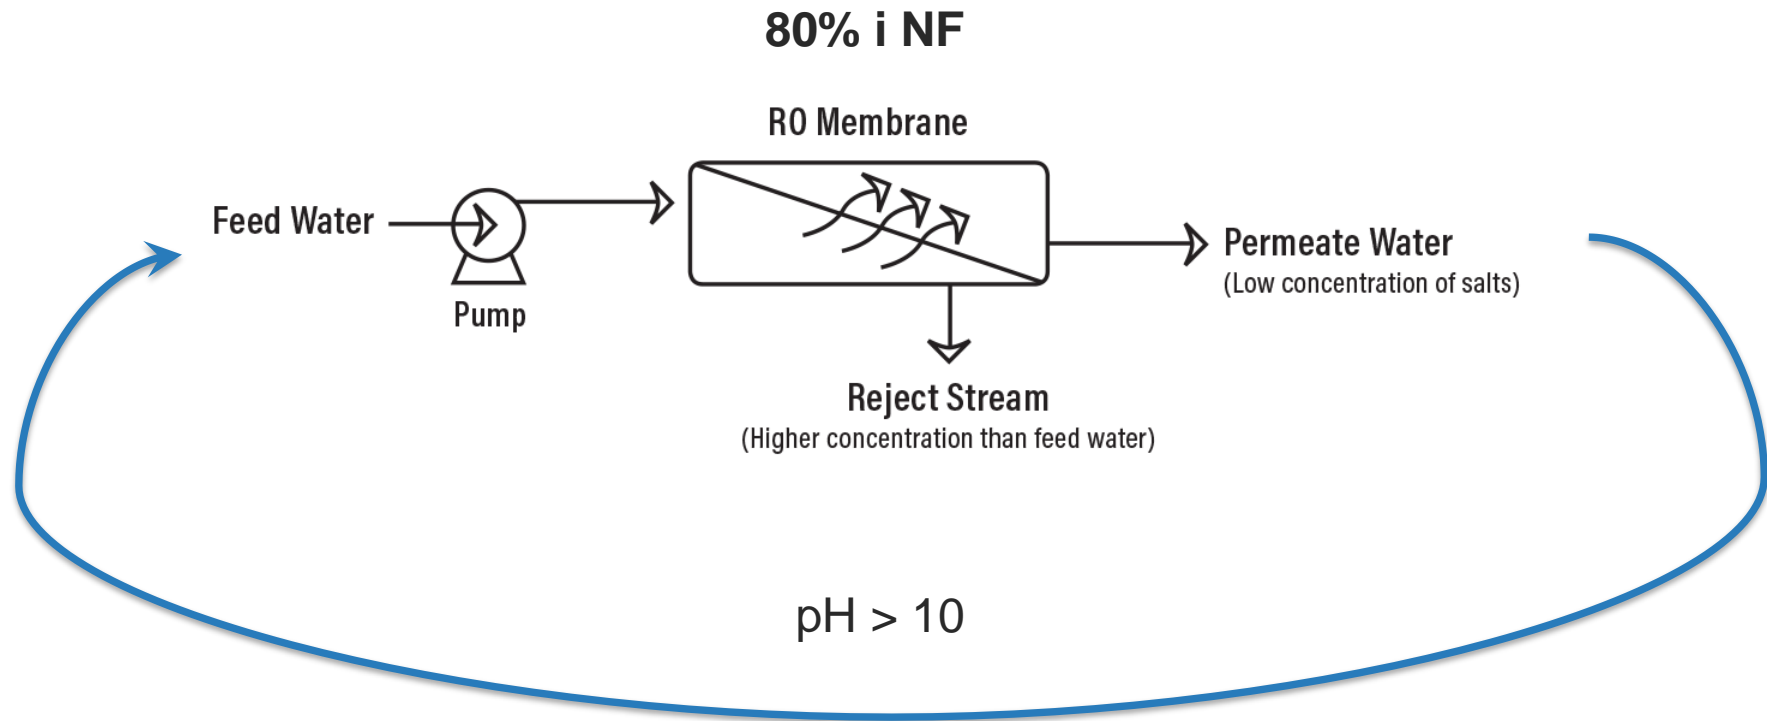 80% i NF
RO Membrane
Feed Water
Pump
Permeate Water
(Low concentration of salts)
Reject Stream
(Higher concentration than feed water)
pH > 10